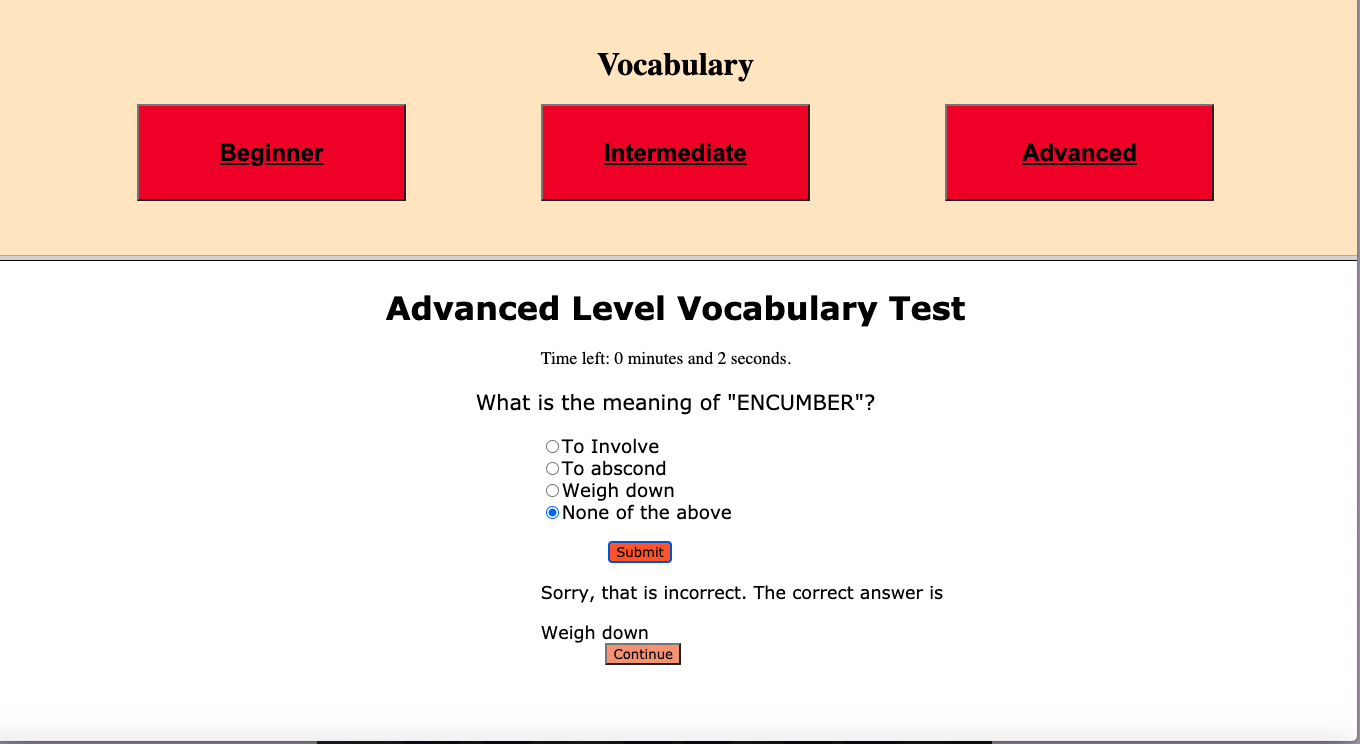 Vocabulary
Beginner
Intermediate
Advanced
Advanced Level Vocabulary Test
Time left: 0 minutes and 2 seconds.
What is the meaning of "ENCUMBER"?
To Involve
To abscond
Weigh down
None of the above
Submit
Sorry, that is incorrect. The correct answer is
Weigh down
Continue